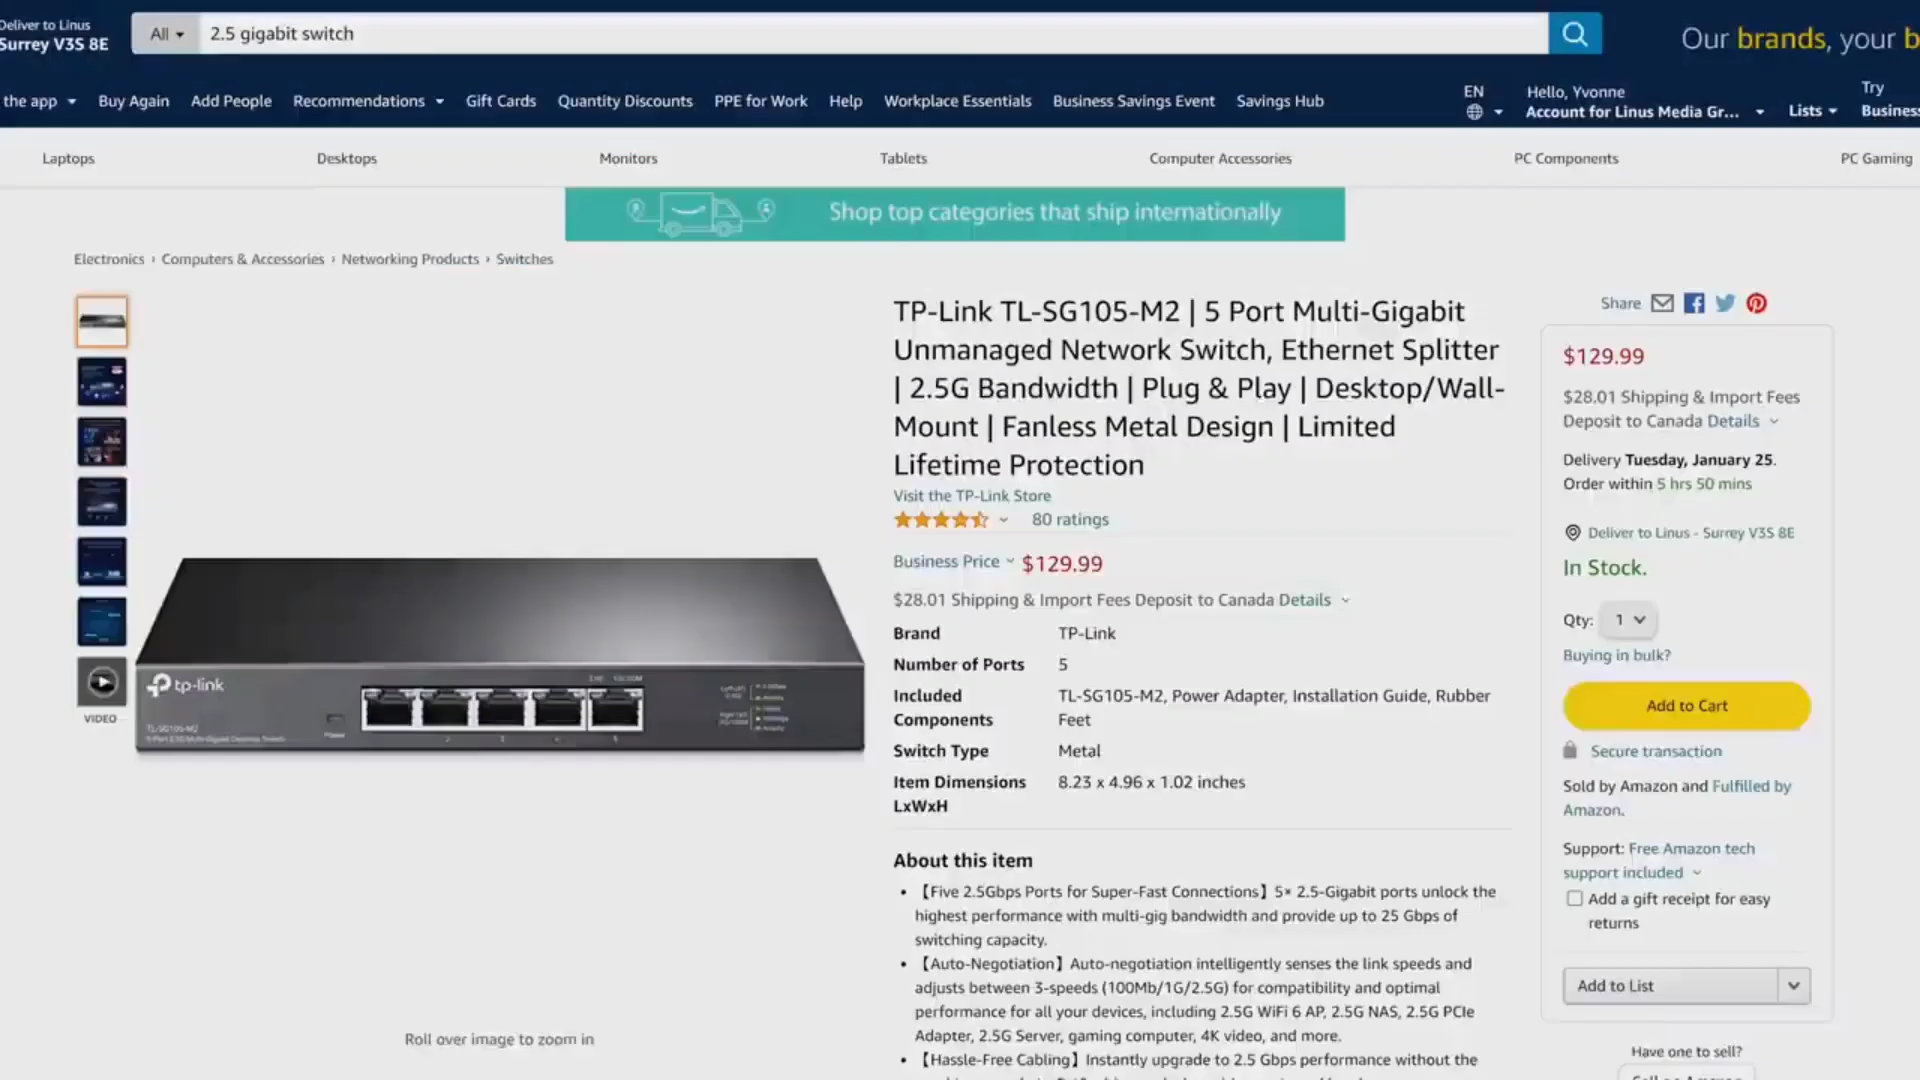 Deliver to Linus
Surrey V3S 8E
All
2.5 gigabit switch
Our brands, your b
the app
Buy Again
Add People
Recommendations
Gift Cards
Quantity Discounts
PPE for Work
Help
Workplace Essentials
Business Savings Event
Savings Hub
EN
Hello, Yvonne
Account for Linus Media Gr...
Lists
Try
Business
Laptops
Desktops
Monitors
Tablets
Computer Accessories
PC Components
PC Gaming
Shop top categories that ship internationally
Electronics › Computers & Accessories › Networking Products › Switches
VIDEO
tp-link
TL-SG105-M2
Roll over image to zoom in
TP-Link TL-SG105-M2 | 5 Port Multi-Gigabit
Unmanaged Network Switch, Ethernet Splitter
| 2.5G Bandwidth | Plug & Play | Desktop/Wall-
Mount | Fanless Metal Design | Limited
Lifetime Protection
Visit the TP-Link Store
80 ratings
Business Price $129.99
$28.01 Shipping & Import Fees Deposit to Canada Details
Brand TP-Link
Number of Ports 5
Included TL-SG105-M2, Power Adapter, Installation Guide, Rubber
Components Feet
Switch Type Metal
Item Dimensions 8.23 x 4.96 x 1.02 inches
LxWxH
About this item
• 【Five 2.5Gbps Ports for Super-Fast Connections】5× 2.5-Gigabit ports unlock the
highest performance with multi-gig bandwidth and provide up to 25 Gbps of
switching capacity.
• 【Auto-Negotiation】Auto-negotiation intelligently senses the link speeds and
adjusts between 3-speeds (100Mb/1G/2.5G) for compatibility and optimal
performance for all your devices, including 2.5G WiFi 6 AP, 2.5G NAS, 2.5G PCIe
Adapter, 2.5G Server, gaming computer, 4K video, and more.
• 【Hassle-Free Cabling】Instantly upgrade to 2.5 Gbps performance without the
Share
$129.99
$28.01 Shipping & Import Fees
Deposit to Canada Details
Delivery Tuesday, January 25.
Order within 5 hrs 50 mins
Deliver to Linus - Surrey V3S 8E
In Stock.
Qty: 1
Buying in bulk?
Add to Cart
Secure transaction
Sold by Amazon and Fulfilled by
Amazon.
Support: Free Amazon tech
support included
Add a gift receipt for easy
returns
Add to List
Have one to sell?